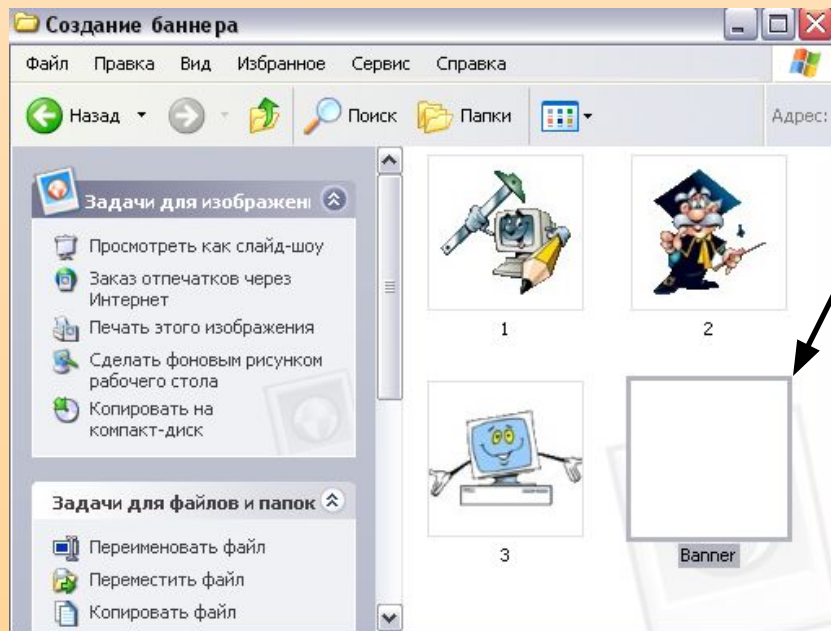 Создание баннера
Файл Правка Вид Избранное Сервис Справка
Назад Поиск Папки Адрес:
Задачи для изображен
Просмотреть как слайд-шоу
Заказ отпечатков через
Интернет
Печать этого изображения
Сделать фоновым рисунком
рабочего стола
Копировать на
компакт-диск
Задачи для файлов и папок
Переименовать файл
Переместить файл
Копировать файл
1
2
3
Banner